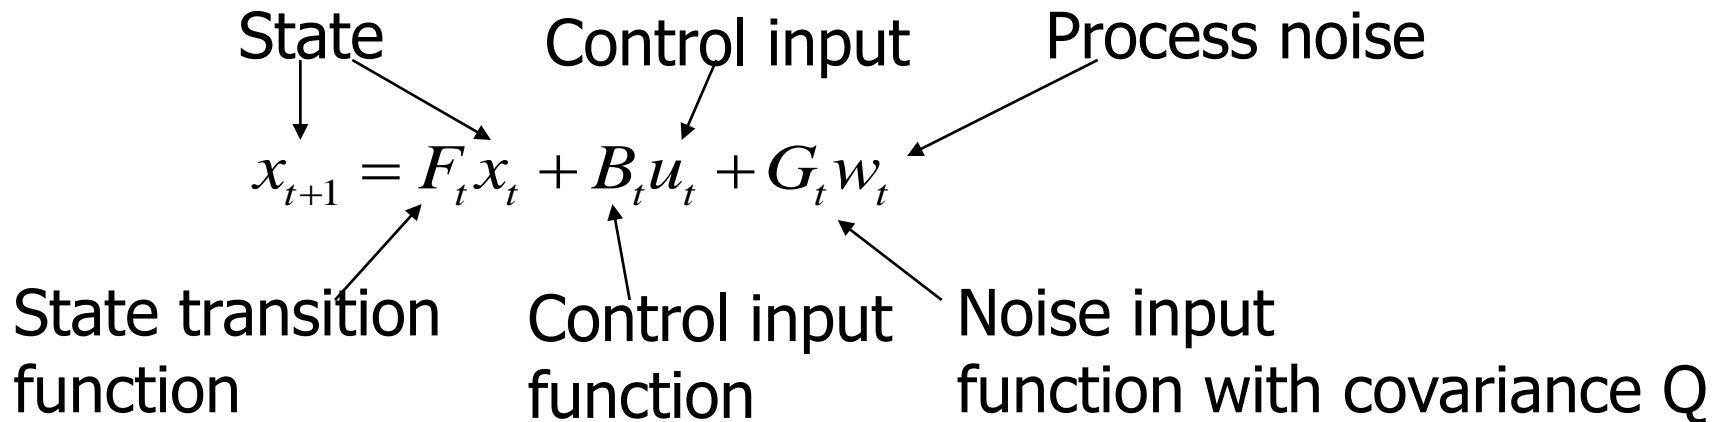 State Control input Process noise
x_{t+1} = F_t x_t + B_t u_t + G_t w_t
State transition
function
Control input
function
Noise input
function with covariance Q